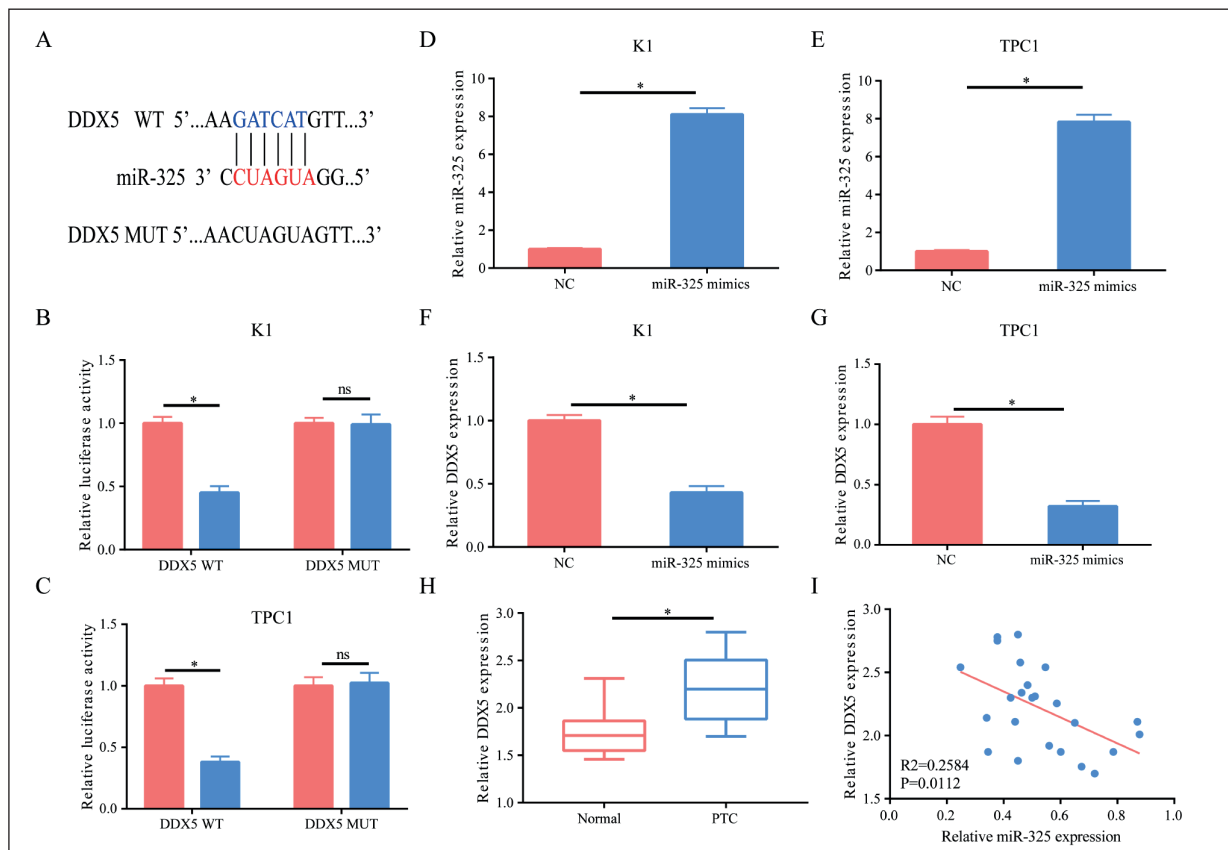 A
DDX5 WT 5’...AAGATCATGTT...3’
miR-325 3’ CCUAGUAGG..5’
DDX5 MUT 5’...AACUAGUAGTT...3’
B
K1
Relative luciferase activity
1.5
1.0
0.5
0.0
*
ns
DDX5 WT
DDX5 MUT
C
TPC1
Relative luciferase activity
1.5
1.0
0.5
0.0
*
ns
DDX5 WT
DDX5 MUT
D
K1
Relative miR-325 expression
10
8
6
4
2
0
*
NC
miR-325 mimics
E
TPC1
Relative miR-325 expression
10
8
6
4
2
0
*
NC
miR-325 mimics
F
K1
Relative DDX5 expression
1.5
1.0
0.5
0.0
*
NC
miR-325 mimics
G
TPC1
Relative DDX5 expression
1.5
1.0
0.5
0.0
*
NC
miR-325 mimics
H
Relative DDX5 expression
3.0
2.5
2.0
1.5
1.0
*
Normal
PTC
I
Relative DDX5 expression
3.0
2.5
2.0
1.5
R2=0.2584
P=0.0112
0.0
0.2
0.4
0.6
0.8
1.0
Relative miR-325 expression